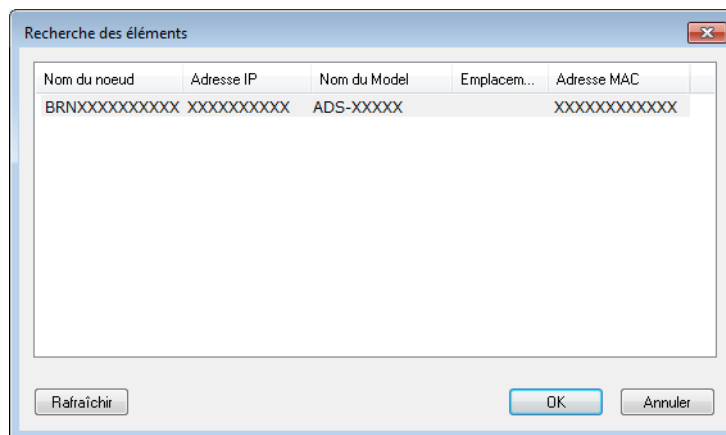 Recherche des éléments
Nom du noeud Adresse IP Nom du Model Emplacem... Adresse MAC
BRNXXXXXXXXXX XXXXXXXXXX ADS-XXXXX XXXXXXXXXXXX
Rafraîchir OK Annuler